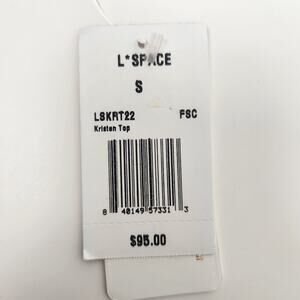 L*SPACE
S
LSKRT22 FSC
Kristen Top
8 40149 57331 3
$95.00